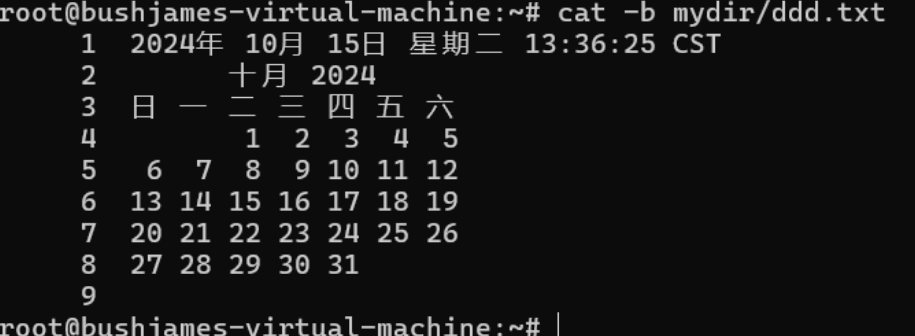 root@bushjames-virtual-machine:~# cat -b mydir/ddd.txt
     1  2024年 10月 15日 星期二 13:36:25 CST
     2        十月 2024
     3  日 一 二 三 四 五 六
     4         1  2  3  4  5
     5   6  7  8  9 10 11 12
     6  13 14 15 16 17 18 19
     7  20 21 22 23 24 25 26
     8  27 28 29 30 31
     9
root@bushjames-virtual-machine:~#